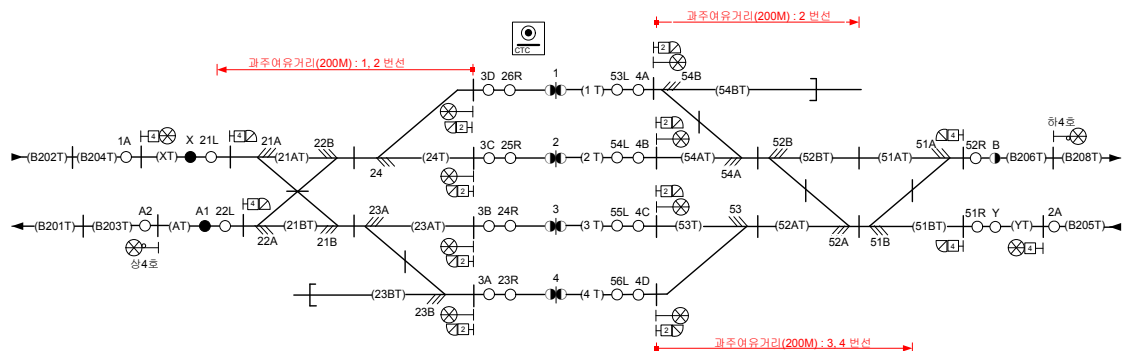 과주여유거리(200M) : 2 번선
CTC
과주여유거리(200M) : 1, 2 번선
2
3D 26R 1 (1 T) 53L 4A 54B (54BT)
2 2
1A (XT) X 21L 4 4 21A 22B 52B 51A 4 하4호
(B202T) (B204T) (21AT) (24T) 3C 25R 2 (2 T) 54L 4B (54AT) (52BT) (51AT) 52R B (B206T) (B208T)
24 54A
2 2
4
A2 (AT) A1 22L 23A 3B 24R 3 55L 4C 53 51R Y (YT) 2A
(B201T) (B203T) (21BT) (23AT) (3 T) (53T) (52AT) (51BT) (B205T)
22A 21B 52A 51B
상4호 2 4 4
3A 23R 4 56L 4D
(23BT) (4 T)
23B
2 2
과주여유거리(200M) : 3, 4 번선